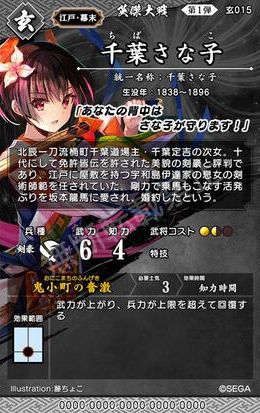 玄
江戸・幕末
英傑大戦
第1弾
玄015
ちば こ
千葉さな子
統一名称：千葉さな子
生没年：1838～1896
「あなたの背中は
さな子が守ります！」
北辰一刀流桶町千葉道場主・千葉定吉の次女。十
代にして免許皆伝を許された美貌の剣豪と評判で
あり、江戸に屋敷を持つ宇和島伊達家の息女の剣
術師範を任されていた。剛力で乗馬もこなす活発
ぶりを坂本龍馬に愛され、婚約したという。
兵種 武力 知力 武将コスト
剣豪 6 4 特技
おにこまちのふんげき
鬼小町の奮激
必要士気 3
効果時間 知力時間
効果範囲
武力が上がり、兵力が上限を超えて回復す
る
Illustration:藤ちょこ
©SEGA
0000-0000-0000-0000-0000